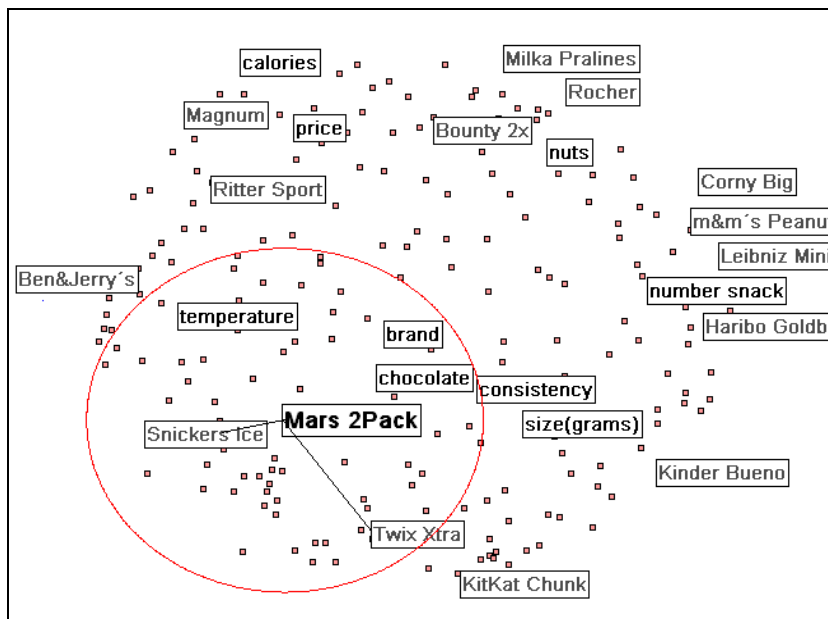 calories
Milka Pralines
Rocher
Magnum
price
Bounty 2x
nuts
Ritter Sport
Corny Big
m&m´s Peanut
Leibniz Mini
Ben&Jerry´s
number snack
temperature
brand
Haribo Goldb
chocolate
consistency
Mars 2Pack
size(grams)
Snickers Ice
Kinder Bueno
Twix Xtra
KitKat Chunk